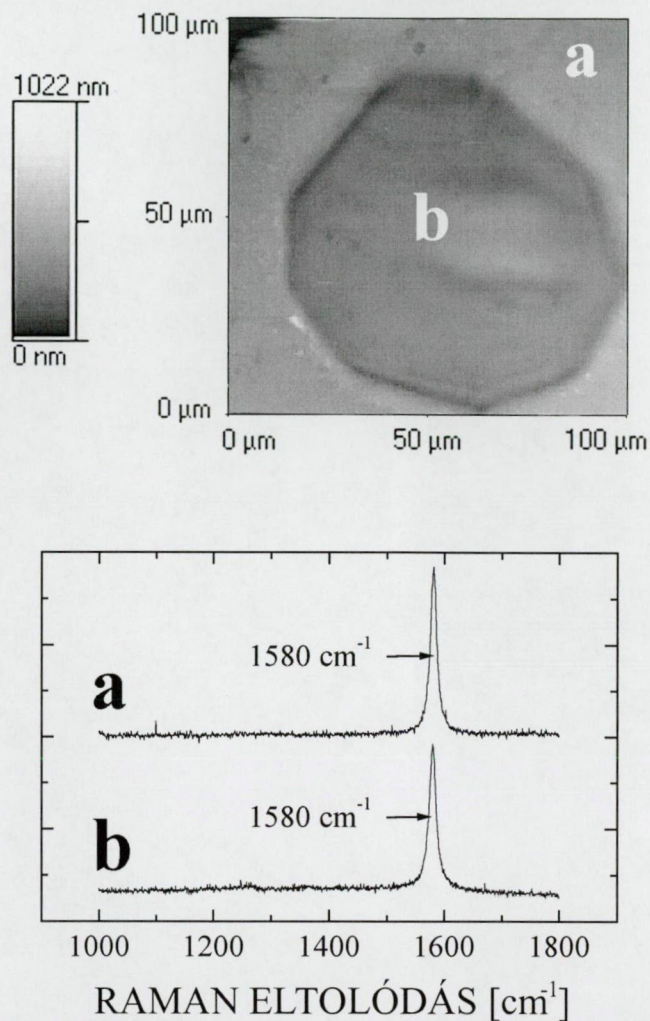 100 µm
a
1022 nm
50 µm
b
0 nm
0 µm
0 µm 50 µm 100 µm
1580 cm⁻¹
a
1580 cm⁻¹
b
1000 1200 1400 1600 1800
RAMAN ELTOLÓDÁS [cm⁻¹]